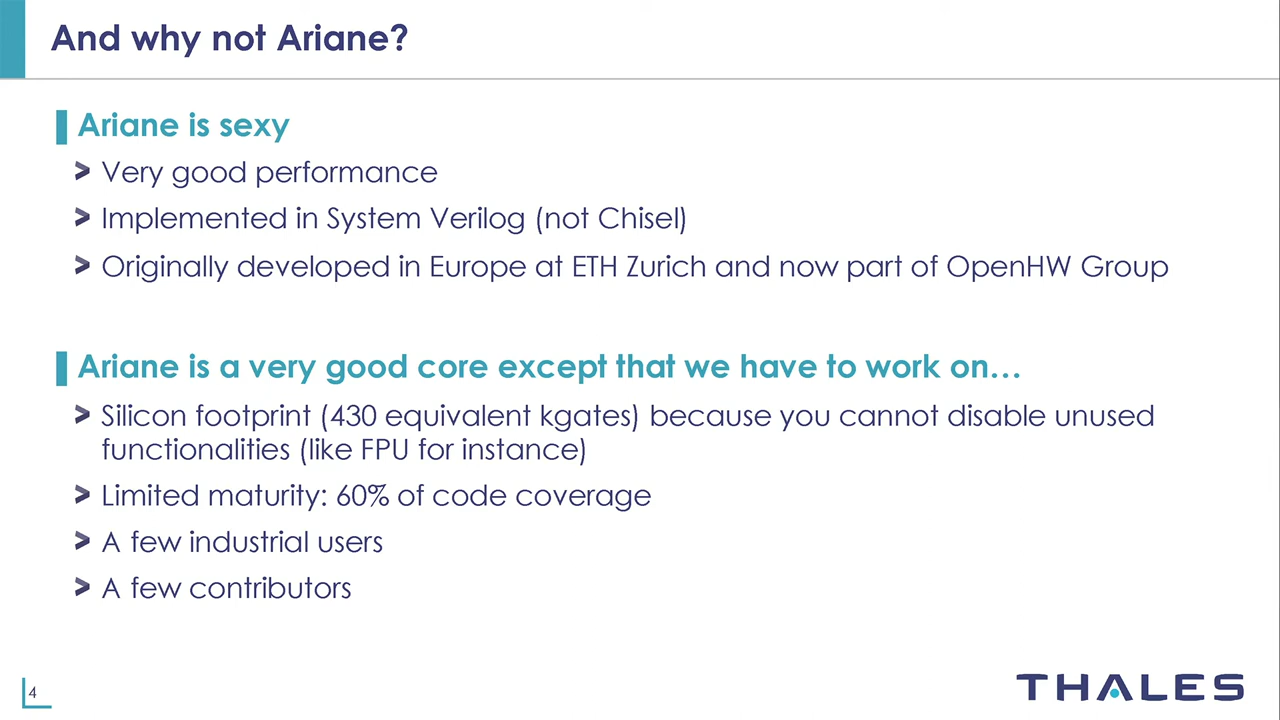 And why not Ariane?
Ariane is sexy
> Very good performance
> Implemented in System Verilog (not Chisel)
> Originally developed in Europe at ETH Zurich and now part of OpenHW Group
Ariane is a very good core except that we have to work on…
> Silicon footprint (430 equivalent kgates) because you cannot disable unused
functionalities (like FPU for instance)
> Limited maturity: 60% of code coverage
> A few industrial users
> A few contributors
4
THALES